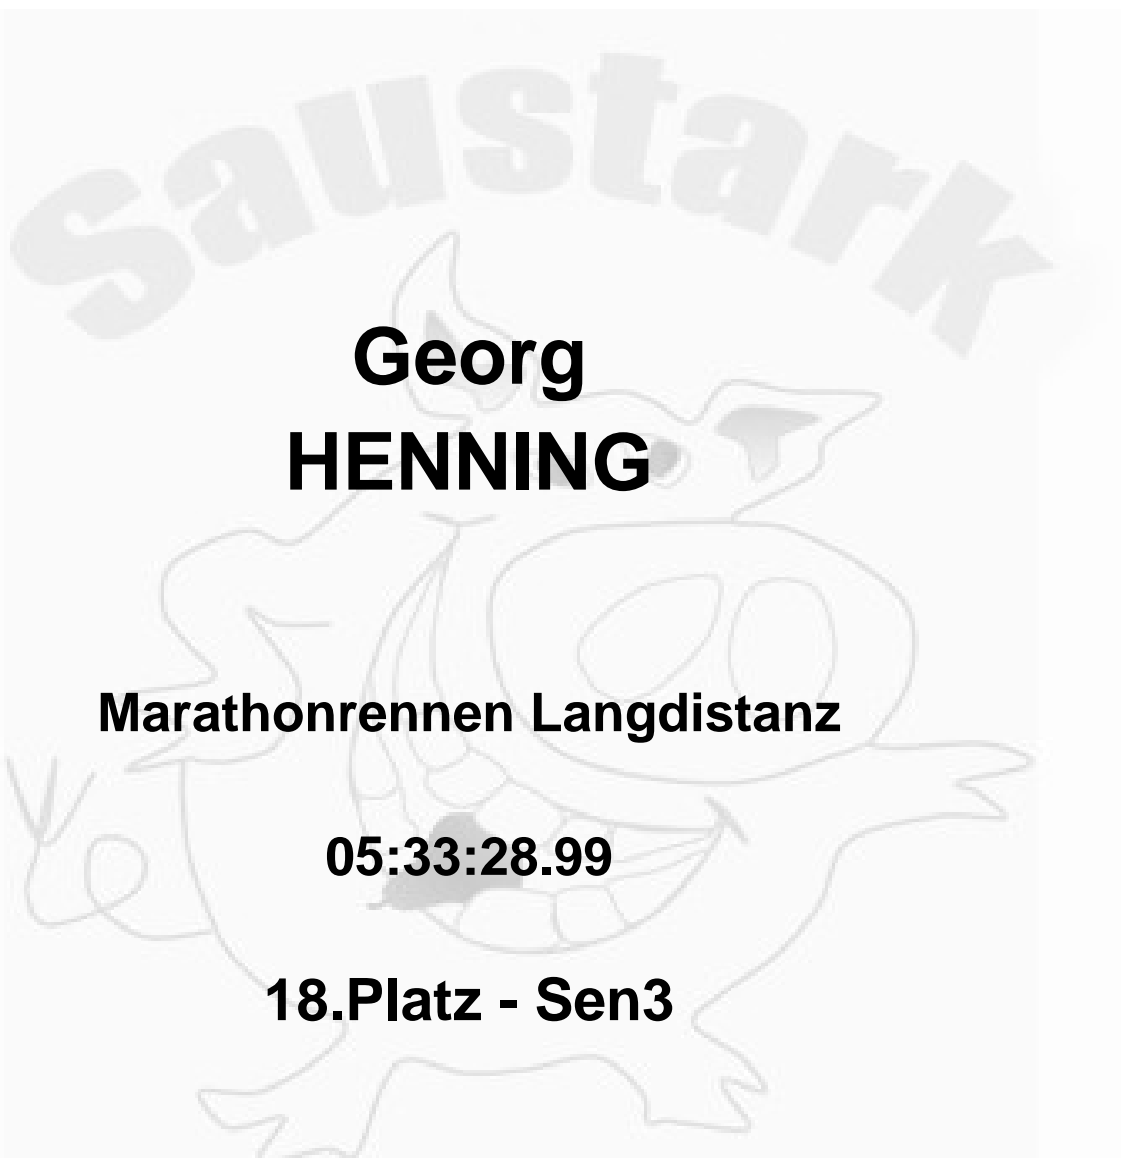 Saustark
Georg
HENNING
Marathonrennen Langdistanz
05:33:28.99
18.Platz - Sen3